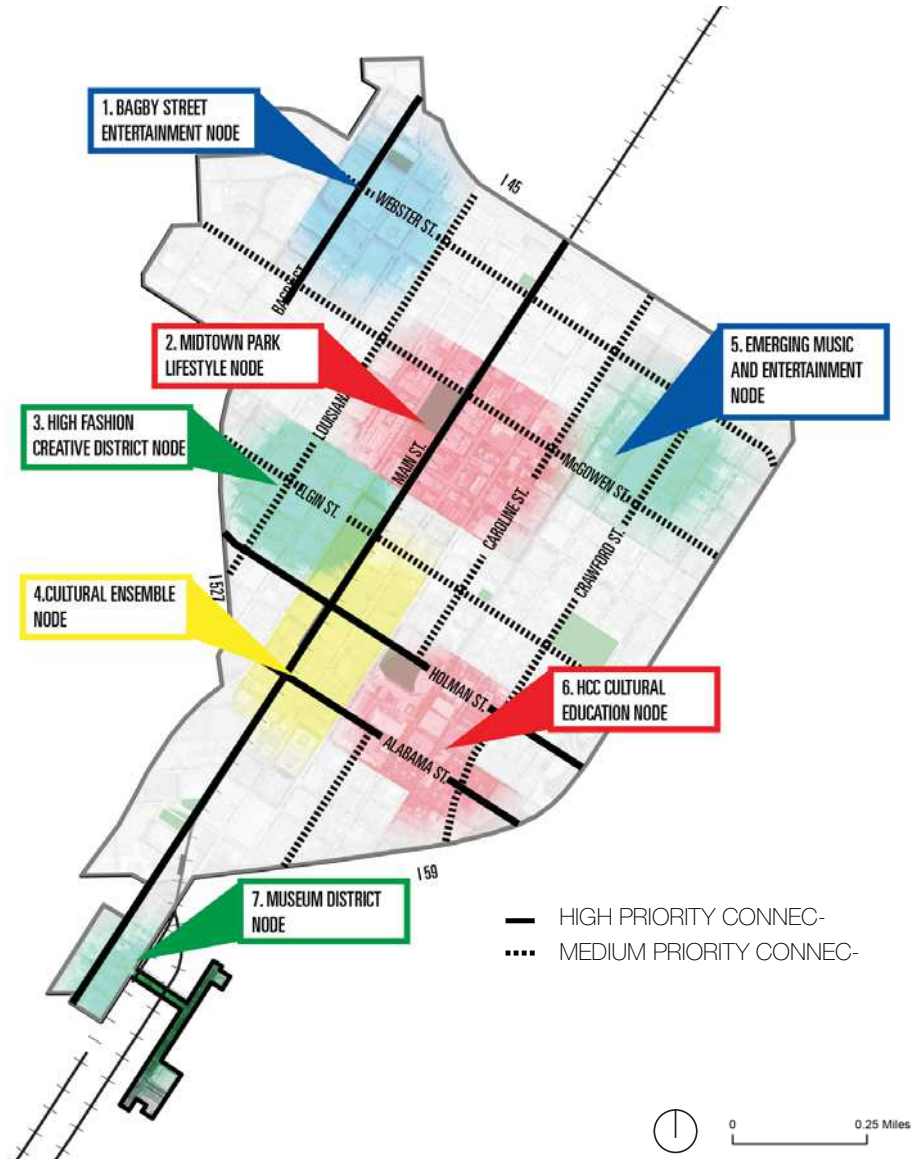 1. BAGBY STREET
ENTERTAINMENT NODE
I 45
WEBSTER ST.
2. MIDTOWN PARK
LIFESTYLE NODE
5. EMERGING MUSIC
AND ENTERTAINMENT
NODE
3. HIGH FASHION
CREATIVE DISTRICT NODE
MAIN ST.
McGOWEN ST.
ELGIN ST.
CAROLINE ST.
CRAWFORD ST.
I 527
4.CULTURAL ENSEMBLE
NODE
HOLMAN ST.
6. HCC CULTURAL
EDUCATION NODE
ALABAMA ST.
I 59
7. MUSEUM DISTRICT
NODE
HIGH PRIORITY CONNEC-
MEDIUM PRIORITY CONNEC-
0 0.25 Miles